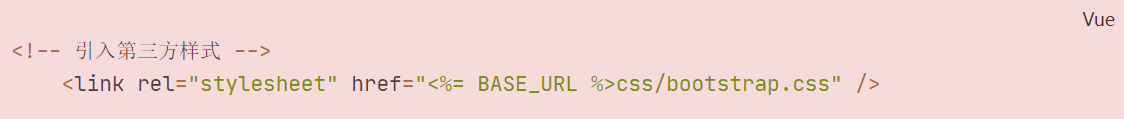 Vue
<!-- 引入第三方样式 -->
<link rel="stylesheet" href="<%= BASE_URL %>css/bootstrap.css" />